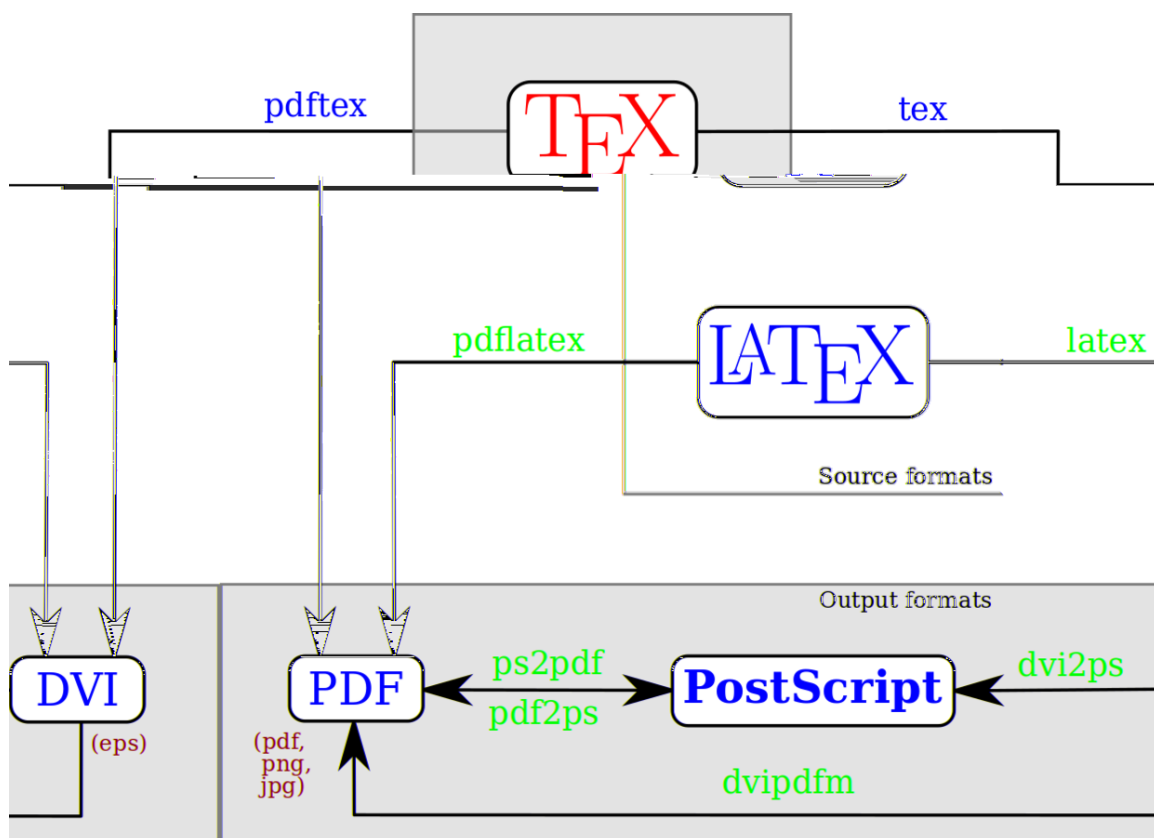 pdftex
TEX
tex
pdflatex
LATEX
latex
Source formats
Output formats
DVI
(eps)
PDF
(pdf,
png,
jpg)
ps2pdf
pdf2ps
PostScript
dvi2ps
dvipdfm